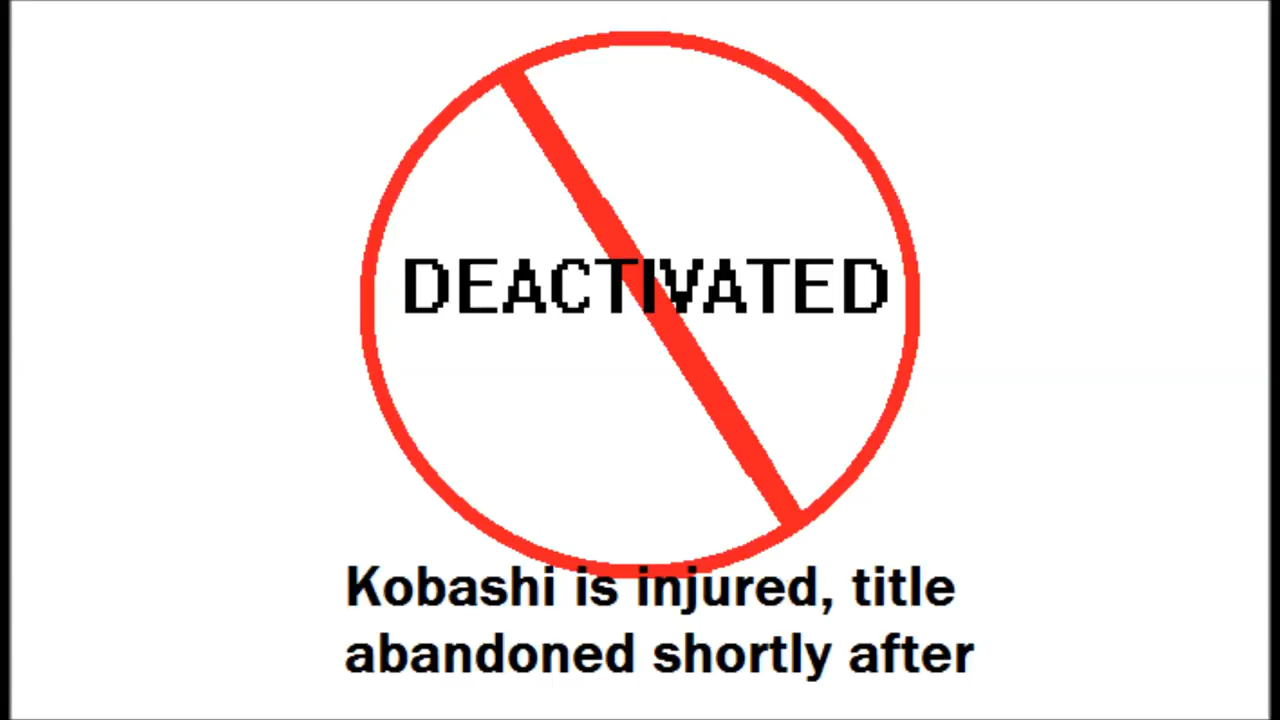 DEACTIVATED
Kobashi is injured, title
abandoned shortly after